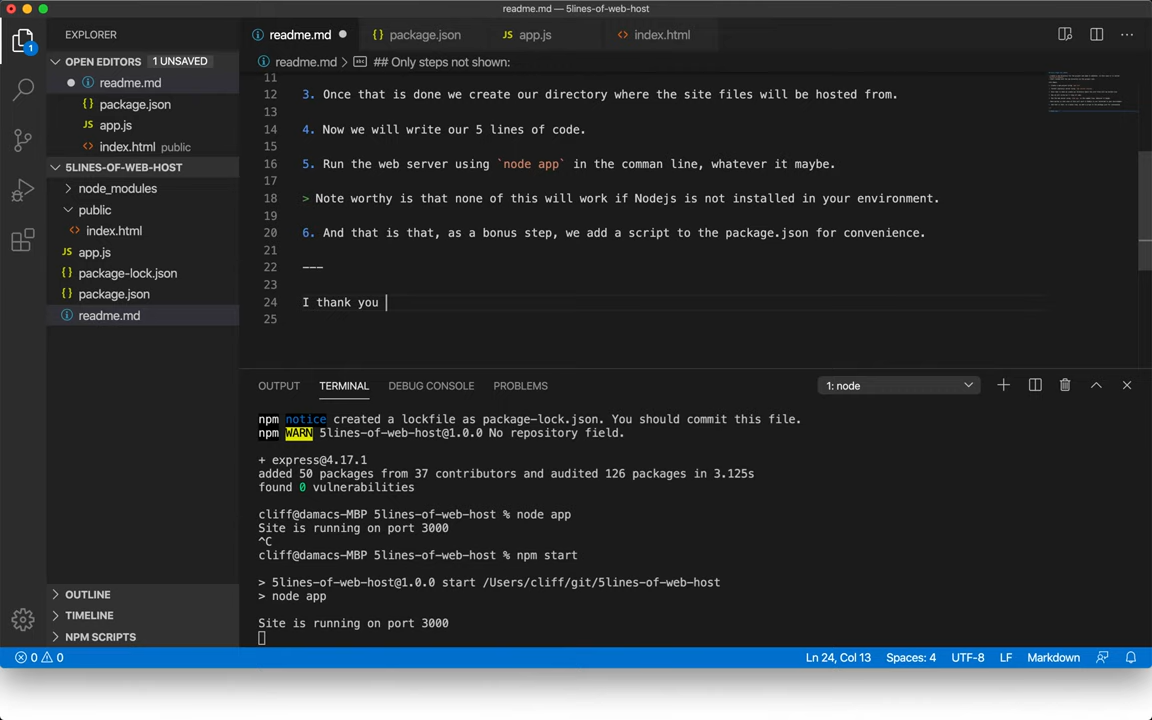 readme.md — 5lines-of-web-host
EXPLORER
readme.md
package.json
app.js
index.html
OPEN EDITORS 1 UNSAVED
readme.md > ## Only steps not shown:
readme.md
package.json
app.js
index.html public
5LINES-OF-WEB-HOST
node_modules
public
index.html
app.js
package-lock.json
package.json
readme.md
OUTLINE
TIMELINE
NPM SCRIPTS
1
11
12 3. Once that is done we create our directory where the site files will be hosted from.
13
14 4. Now we will write our 5 lines of code.
15
16 5. Run the web server using `node app` in the comman line, whatever it maybe.
17
18 > Note worthy is that none of this will work if Nodejs is not installed in your environment.
19
20 6. And that is that, as a bonus step, we add a script to the package.json for convenience.
21
22 ---
23
24 I thank you
25
OUTPUT TERMINAL DEBUG CONSOLE PROBLEMS 1: node
npm notice created a lockfile as package-lock.json. You should commit this file.
npm WARN 5lines-of-web-host@1.0.0 No repository field.
+ express@4.17.1
added 50 packages from 37 contributors and audited 126 packages in 3.125s
found 0 vulnerabilities
cliff@damacs-MBP 5lines-of-web-host % node app
Site is running on port 3000
^C
cliff@damacs-MBP 5lines-of-web-host % npm start
> 5lines-of-web-host@1.0.0 start /Users/cliff/git/5lines-of-web-host
> node app
Site is running on port 3000
0 0 Ln 24, Col 13 Spaces: 4 UTF-8 LF Markdown